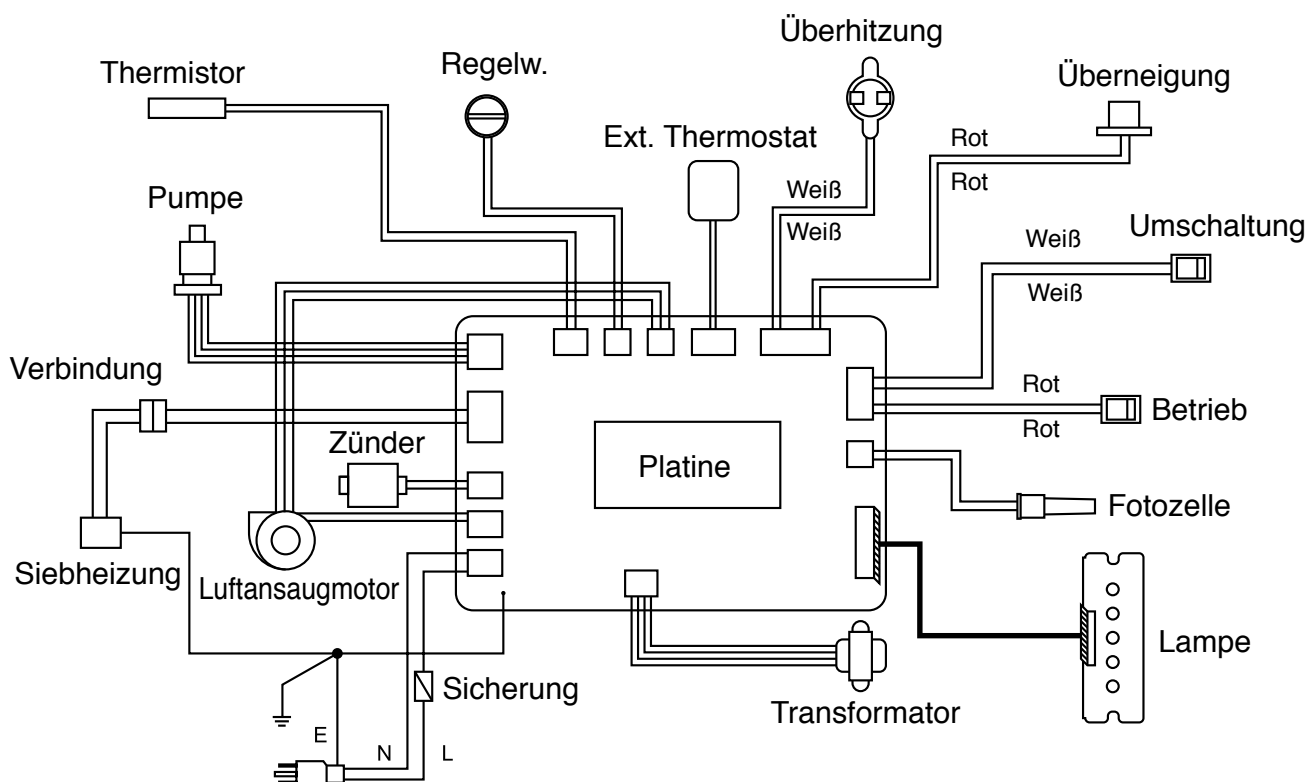 Überhitzung
Regelw.
Thermistor
Überneigung
Ext. Thermostat
Rot
Rot
Weiß
Weiß
Pumpe
Umschaltung
Weiß
Weiß
Verbindung
Rot
Rot
Betrieb
Zünder
Platine
Fotozelle
Siebheizung
Luftansaugmotor
Lampe
Sicherung
Transformator
E
N
L